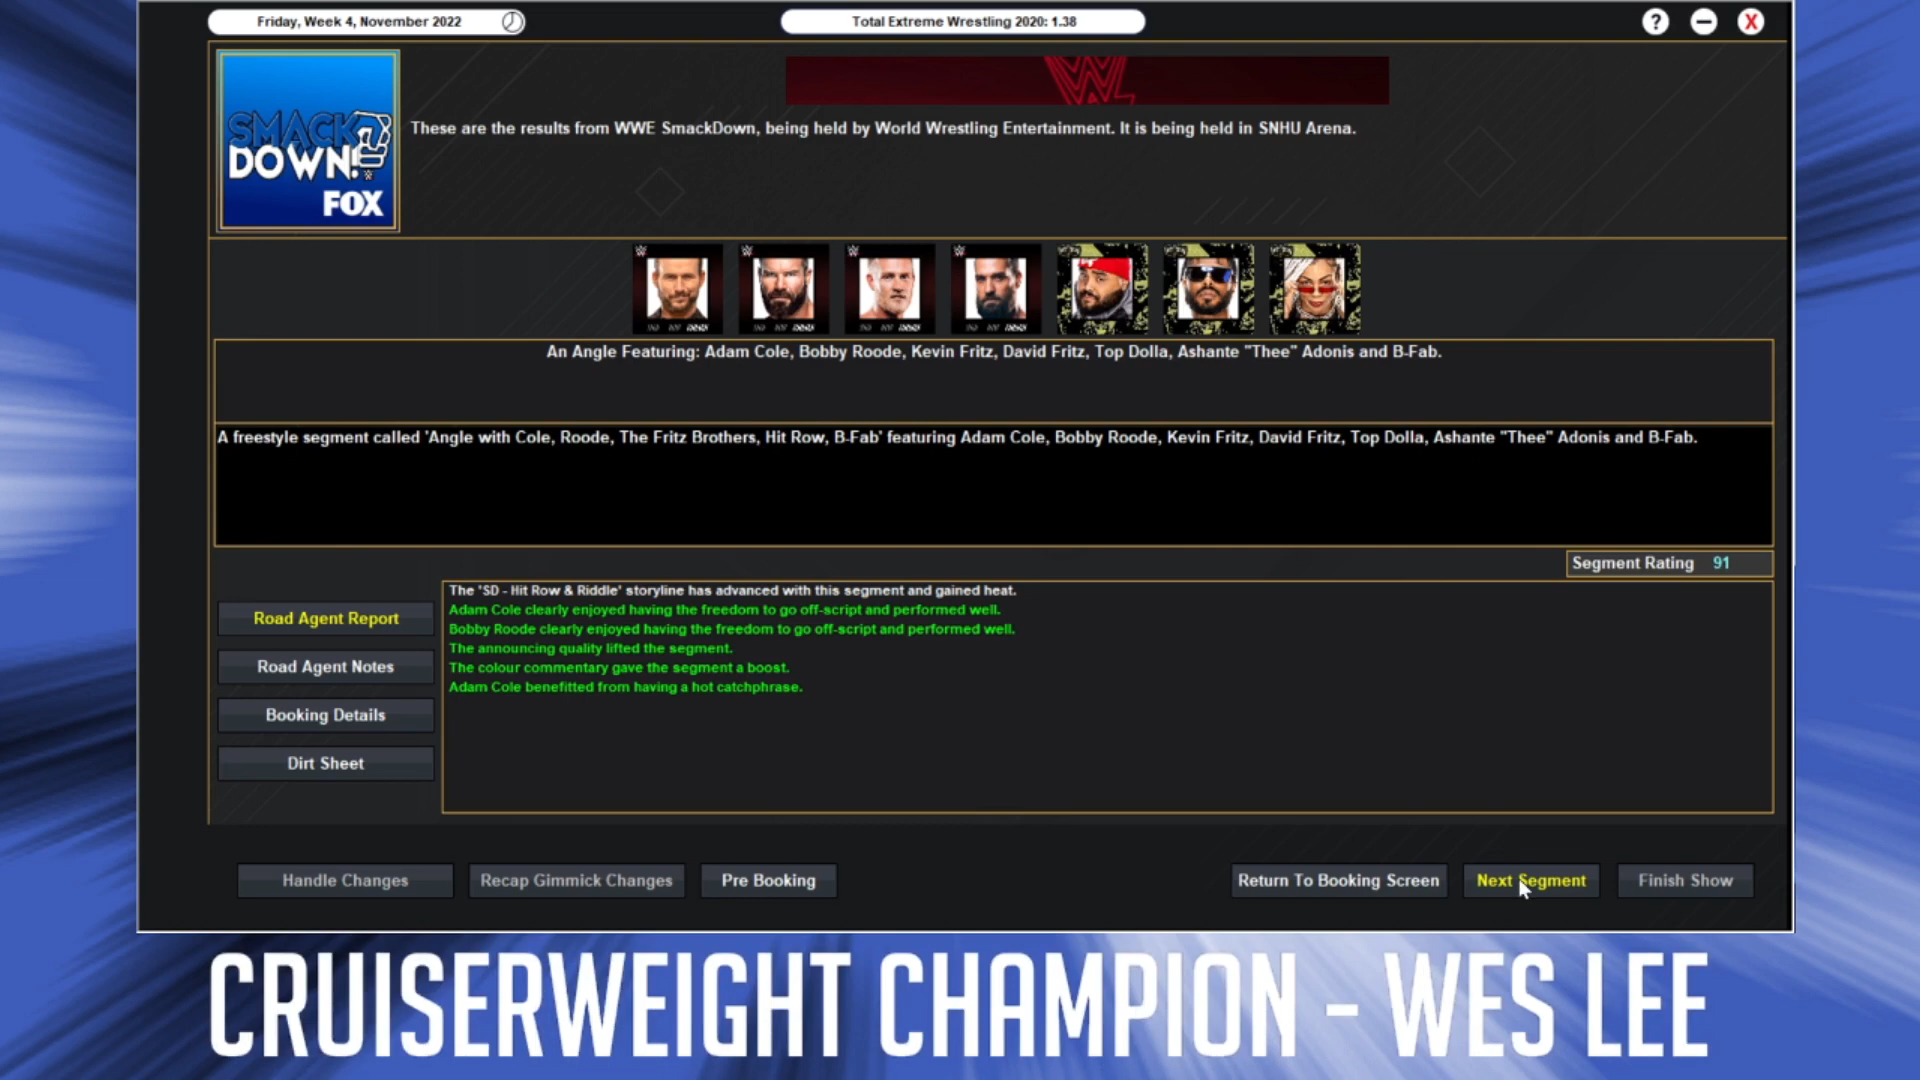 Friday, Week 4, November 2022
Total Extreme Wrestling 2020: 1.38
?
X
SMACK
DOWN!
FOX
These are the results from WWE SmackDown, being held by World Wrestling Entertainment. It is being held in SNHU Arena.
An Angle Featuring: Adam Cole, Bobby Roode, Kevin Fritz, David Fritz, Top Dolla, Ashante "Thee" Adonis and B-Fab.
A freestyle segment called 'Angle with Cole, Roode, The Fritz Brothers, Hit Row, B-Fab' featuring Adam Cole, Bobby Roode, Kevin Fritz, David Fritz, Top Dolla, Ashante "Thee" Adonis and B-Fab.
Segment Rating 91
Road Agent Report
Road Agent Notes
Booking Details
Dirt Sheet
The 'SD - Hit Row & Riddle' storyline has advanced with this segment and gained heat.
Adam Cole clearly enjoyed having the freedom to go off-script and performed well.
Bobby Roode clearly enjoyed having the freedom to go off-script and performed well.
The announcing quality lifted the segment.
The colour commentary gave the segment a boost.
Adam Cole benefitted from having a hot catchphrase.
Handle Changes
Recap Gimmick Changes
Pre Booking
Return To Booking Screen
Next Segment
Finish Show
CRUISERWEIGHT CHAMPION - WES LEE